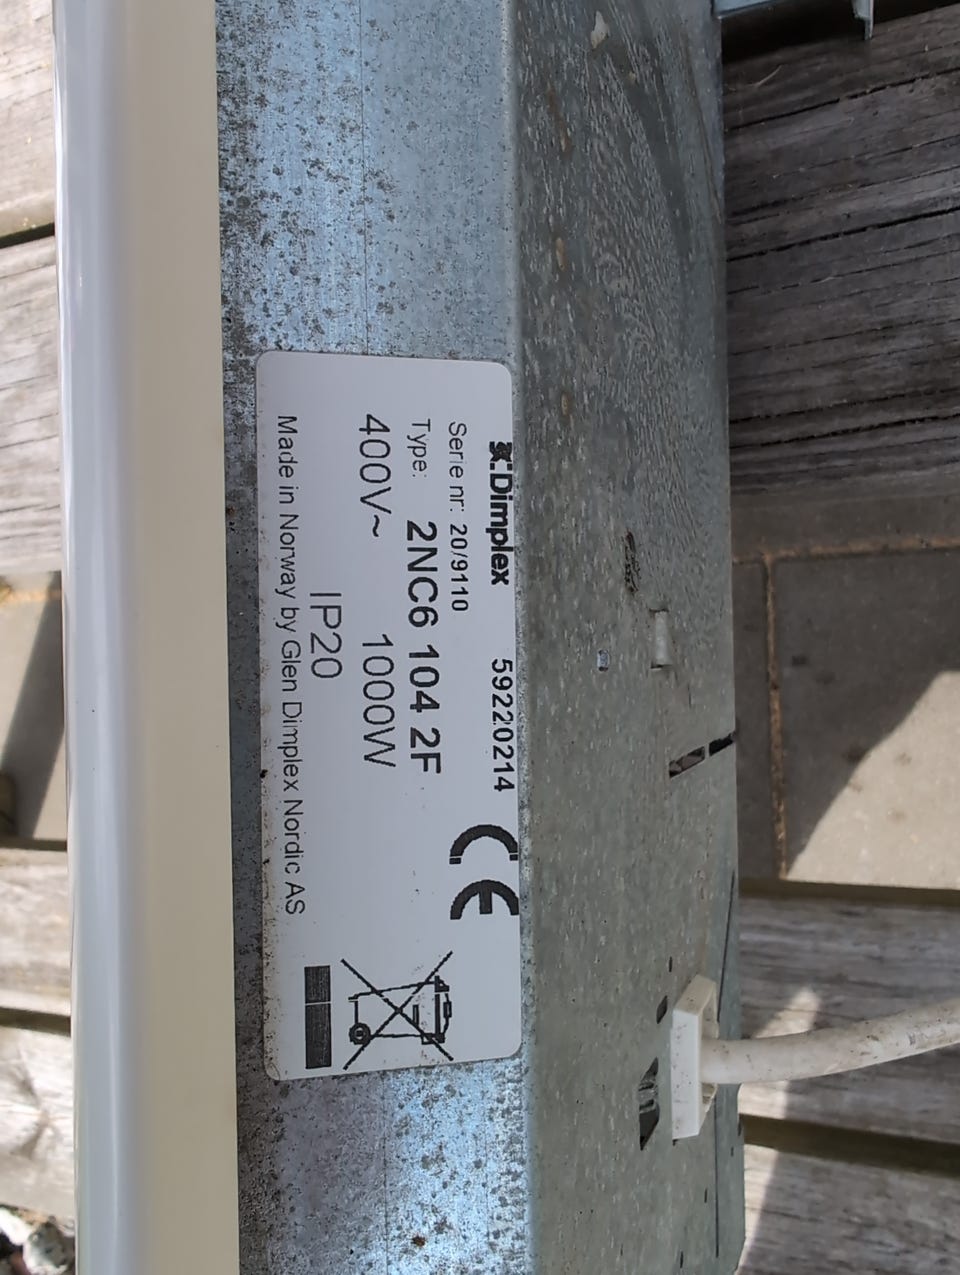 Dimplex 59220214
Serie nr: 20/9110
Type: 2NC6 104 2F
400V~ 1000W
IP20
Made in Norway by Glen Dimplex Nordic AS
CE